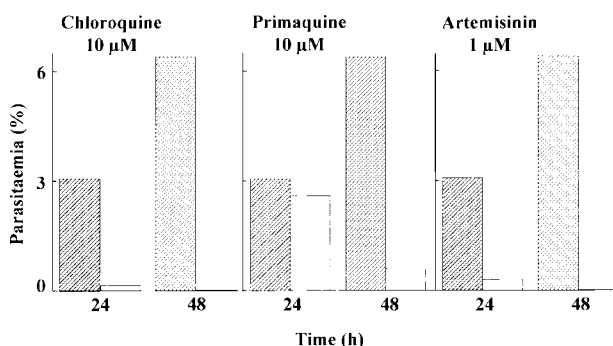 Chloroquine
10 µM
Primaquine
10 µM
Artemisinin
1 µM
Parasitaemia (%)
6
3
0
24
48
24
48
24
48
Time (h)